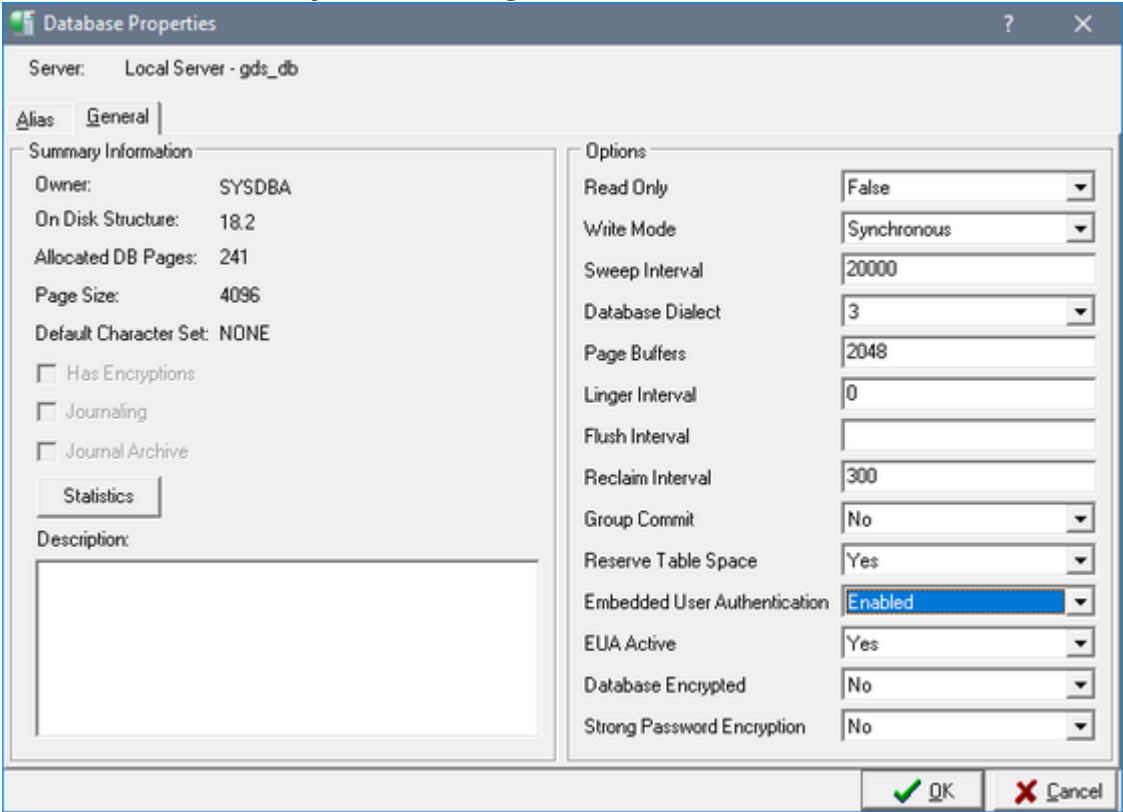 Database Properties
? ×
Server: Local Server - gds_db
Alias General
Summary Information
Owner: SYSDBA
On Disk Structure: 18.2
Allocated DB Pages: 241
Page Size: 4096
Default Character Set: NONE
Has Encryptions
Journaling
Journal Archive
Statistics
Description:
Options
Read Only False
Write Mode Synchronous
Sweep Interval 20000
Database Dialect 3
Page Buffers 2048
Linger Interval 0
Flush Interval
Reclaim Interval 300
Group Commit No
Reserve Table Space Yes
Embedded User Authentication Enabled
EUA Active Yes
Database Encrypted No
Strong Password Encryption No
OK Cancel